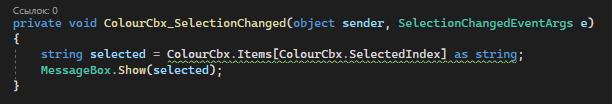 Ссылок: 0
private void ColourCbx_SelectionChanged(object sender, SelectionChangedEventArgs e)
{
string selected = ColourCbx.Items[ColourCbx.SelectedIndex] as string;
MessageBox.Show(selected);
}